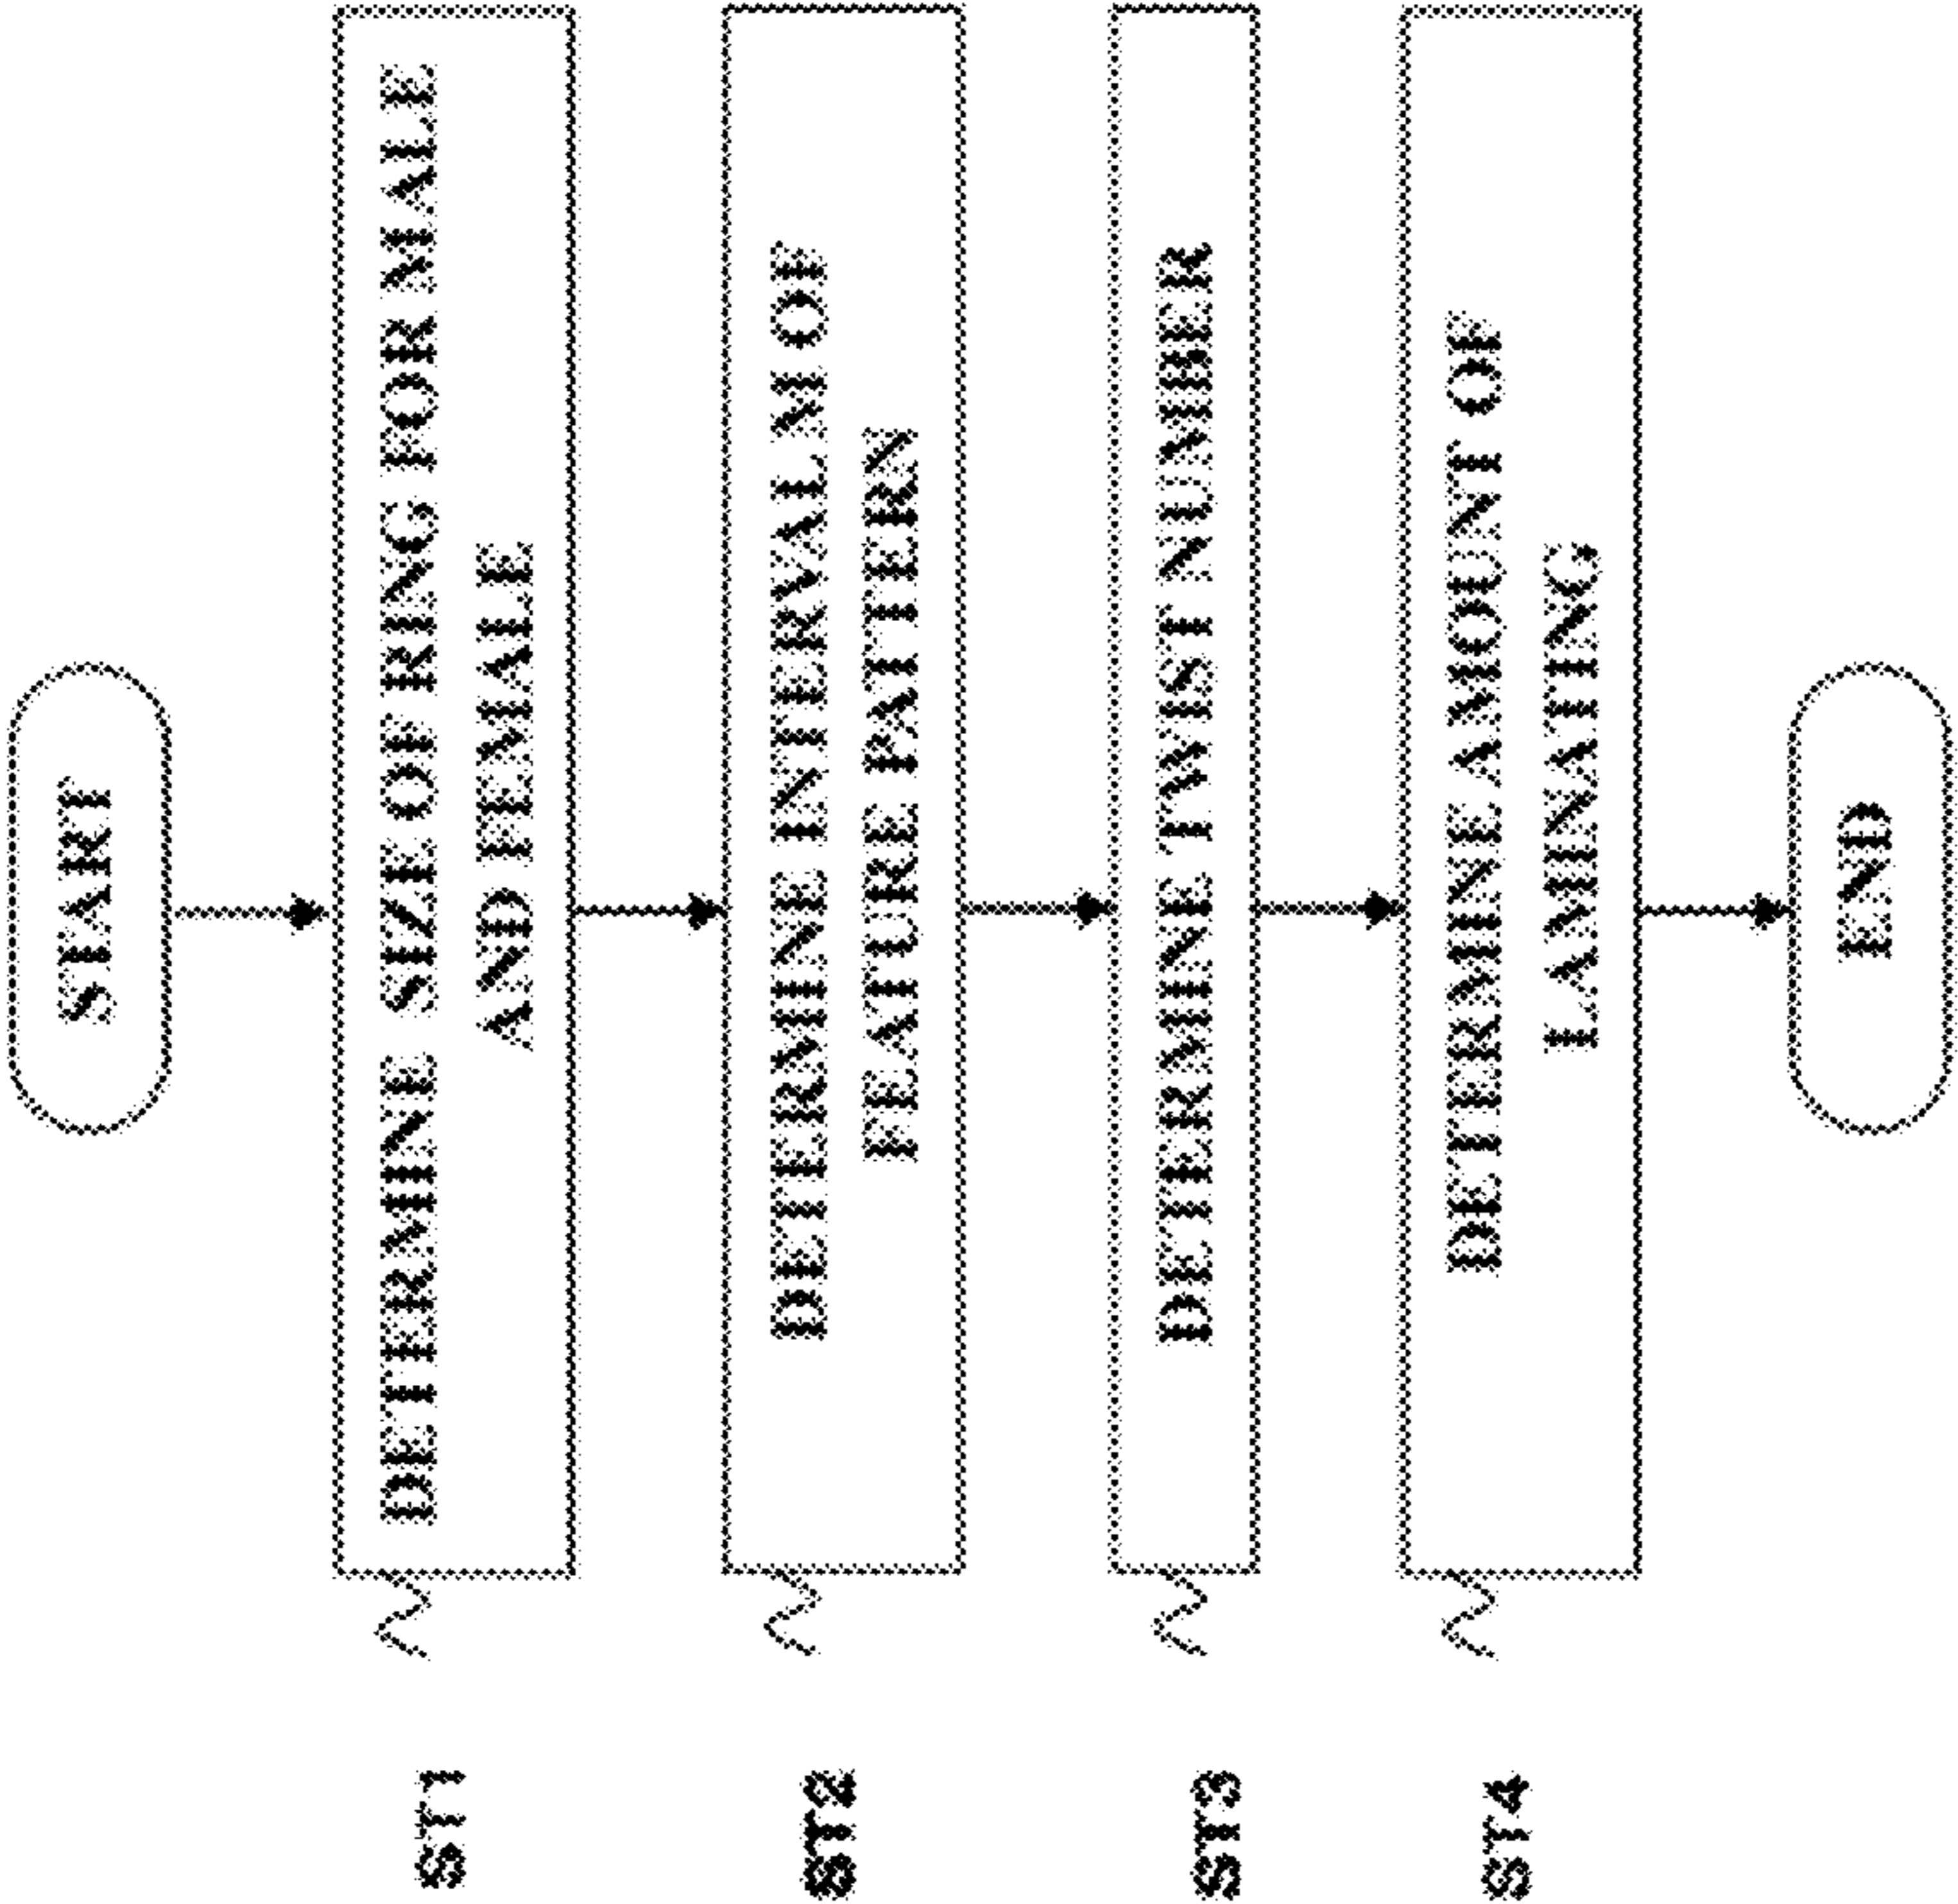 START
ST1
DETERMINE SIZE OF RING FOR MALE
AND FEMALE
ST2
DETERMINE INTERVAL M OF
FEATURE PATTERN
ST3
DETERMINE TWIST NUMBER
ST4
DETERMINE AMOUNT OF
LAMINATING
END